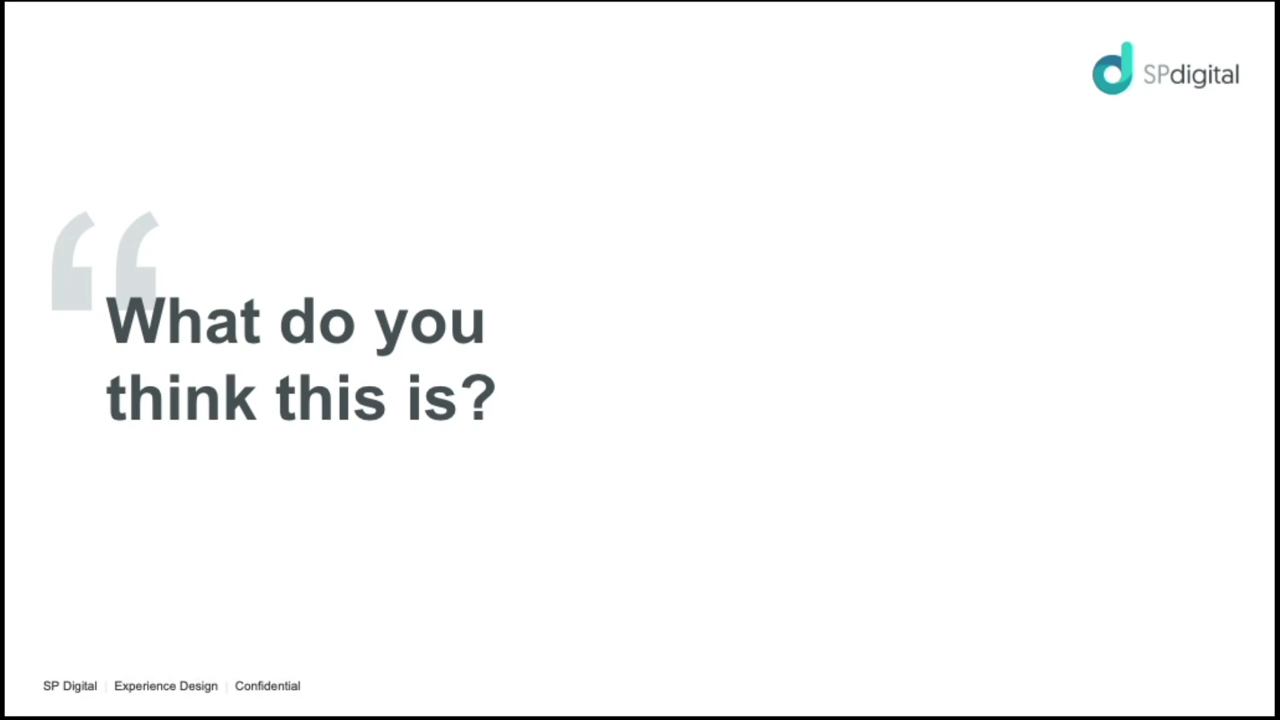 SPdigital
“
What do you
think this is?
SP Digital | Experience Design | Confidential